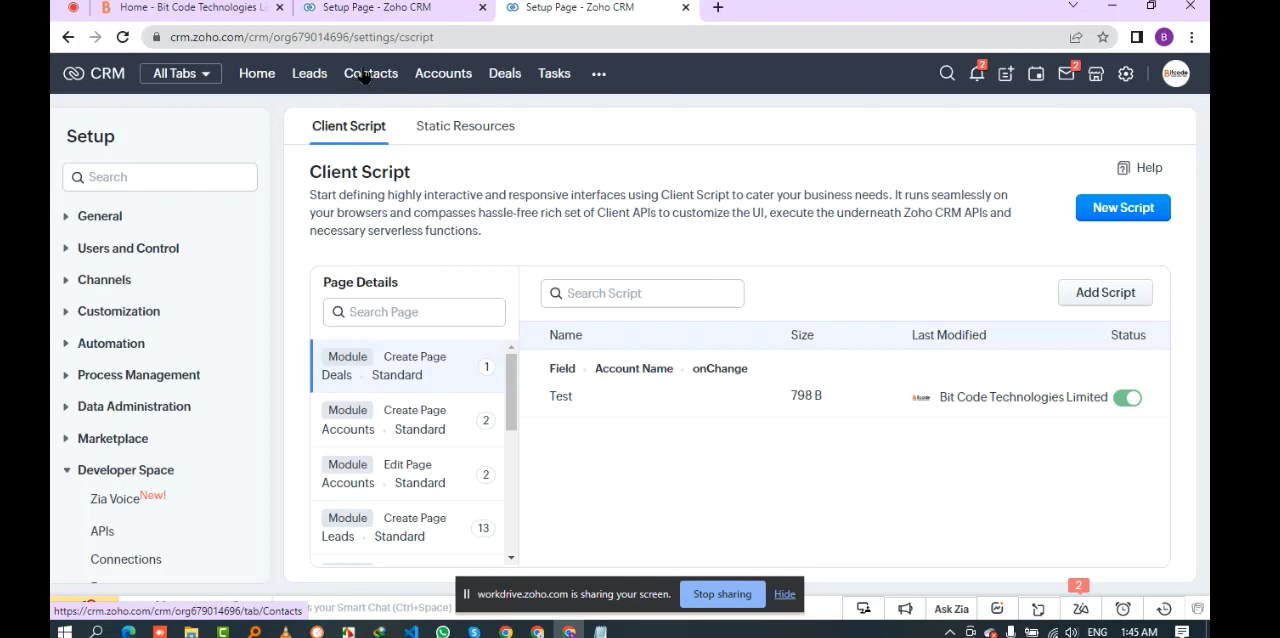 Home - Bit Code Technologies Li
Setup Page - Zoho CRM
Setup Page - Zoho CRM
crm.zoho.com/crm/org679014696/settings/cscript
B
CRM
All Tabs
Home
Leads
Contacts
Accounts
Deals
Tasks
2
2
Bitcode
Setup
Search
General
Users and Control
Channels
Customization
Automation
Process Management
Data Administration
Marketplace
Developer Space
Zia Voice New!
APIs
Connections
Client Script
Static Resources
Client Script
Help
Start defining highly interactive and responsive interfaces using Client Script to cater your business needs. It runs seamlessly on
your browsers and compasses hassle-free rich set of Client APIs to customize the UI, execute the underneath Zoho CRM APIs and
necessary serverless functions.
New Script
Page Details
Search Page
Module Create Page
Deals Standard
1
Module Create Page
Accounts Standard
2
Module Edit Page
Accounts Standard
2
Module Create Page
Leads Standard
13
Search Script
Add Script
Name Size Last Modified Status
Field Account Name onChange
Test 798 B Bit Code Technologies Limited
workdrive.zoho.com is sharing your screen.
Stop sharing
Hide
https://crm.zoho.com/crm/org679014696/tab/Contacts
s your Smart Chat (Ctrl+Space)
Ask Zia
2
ENG
1:45 AM